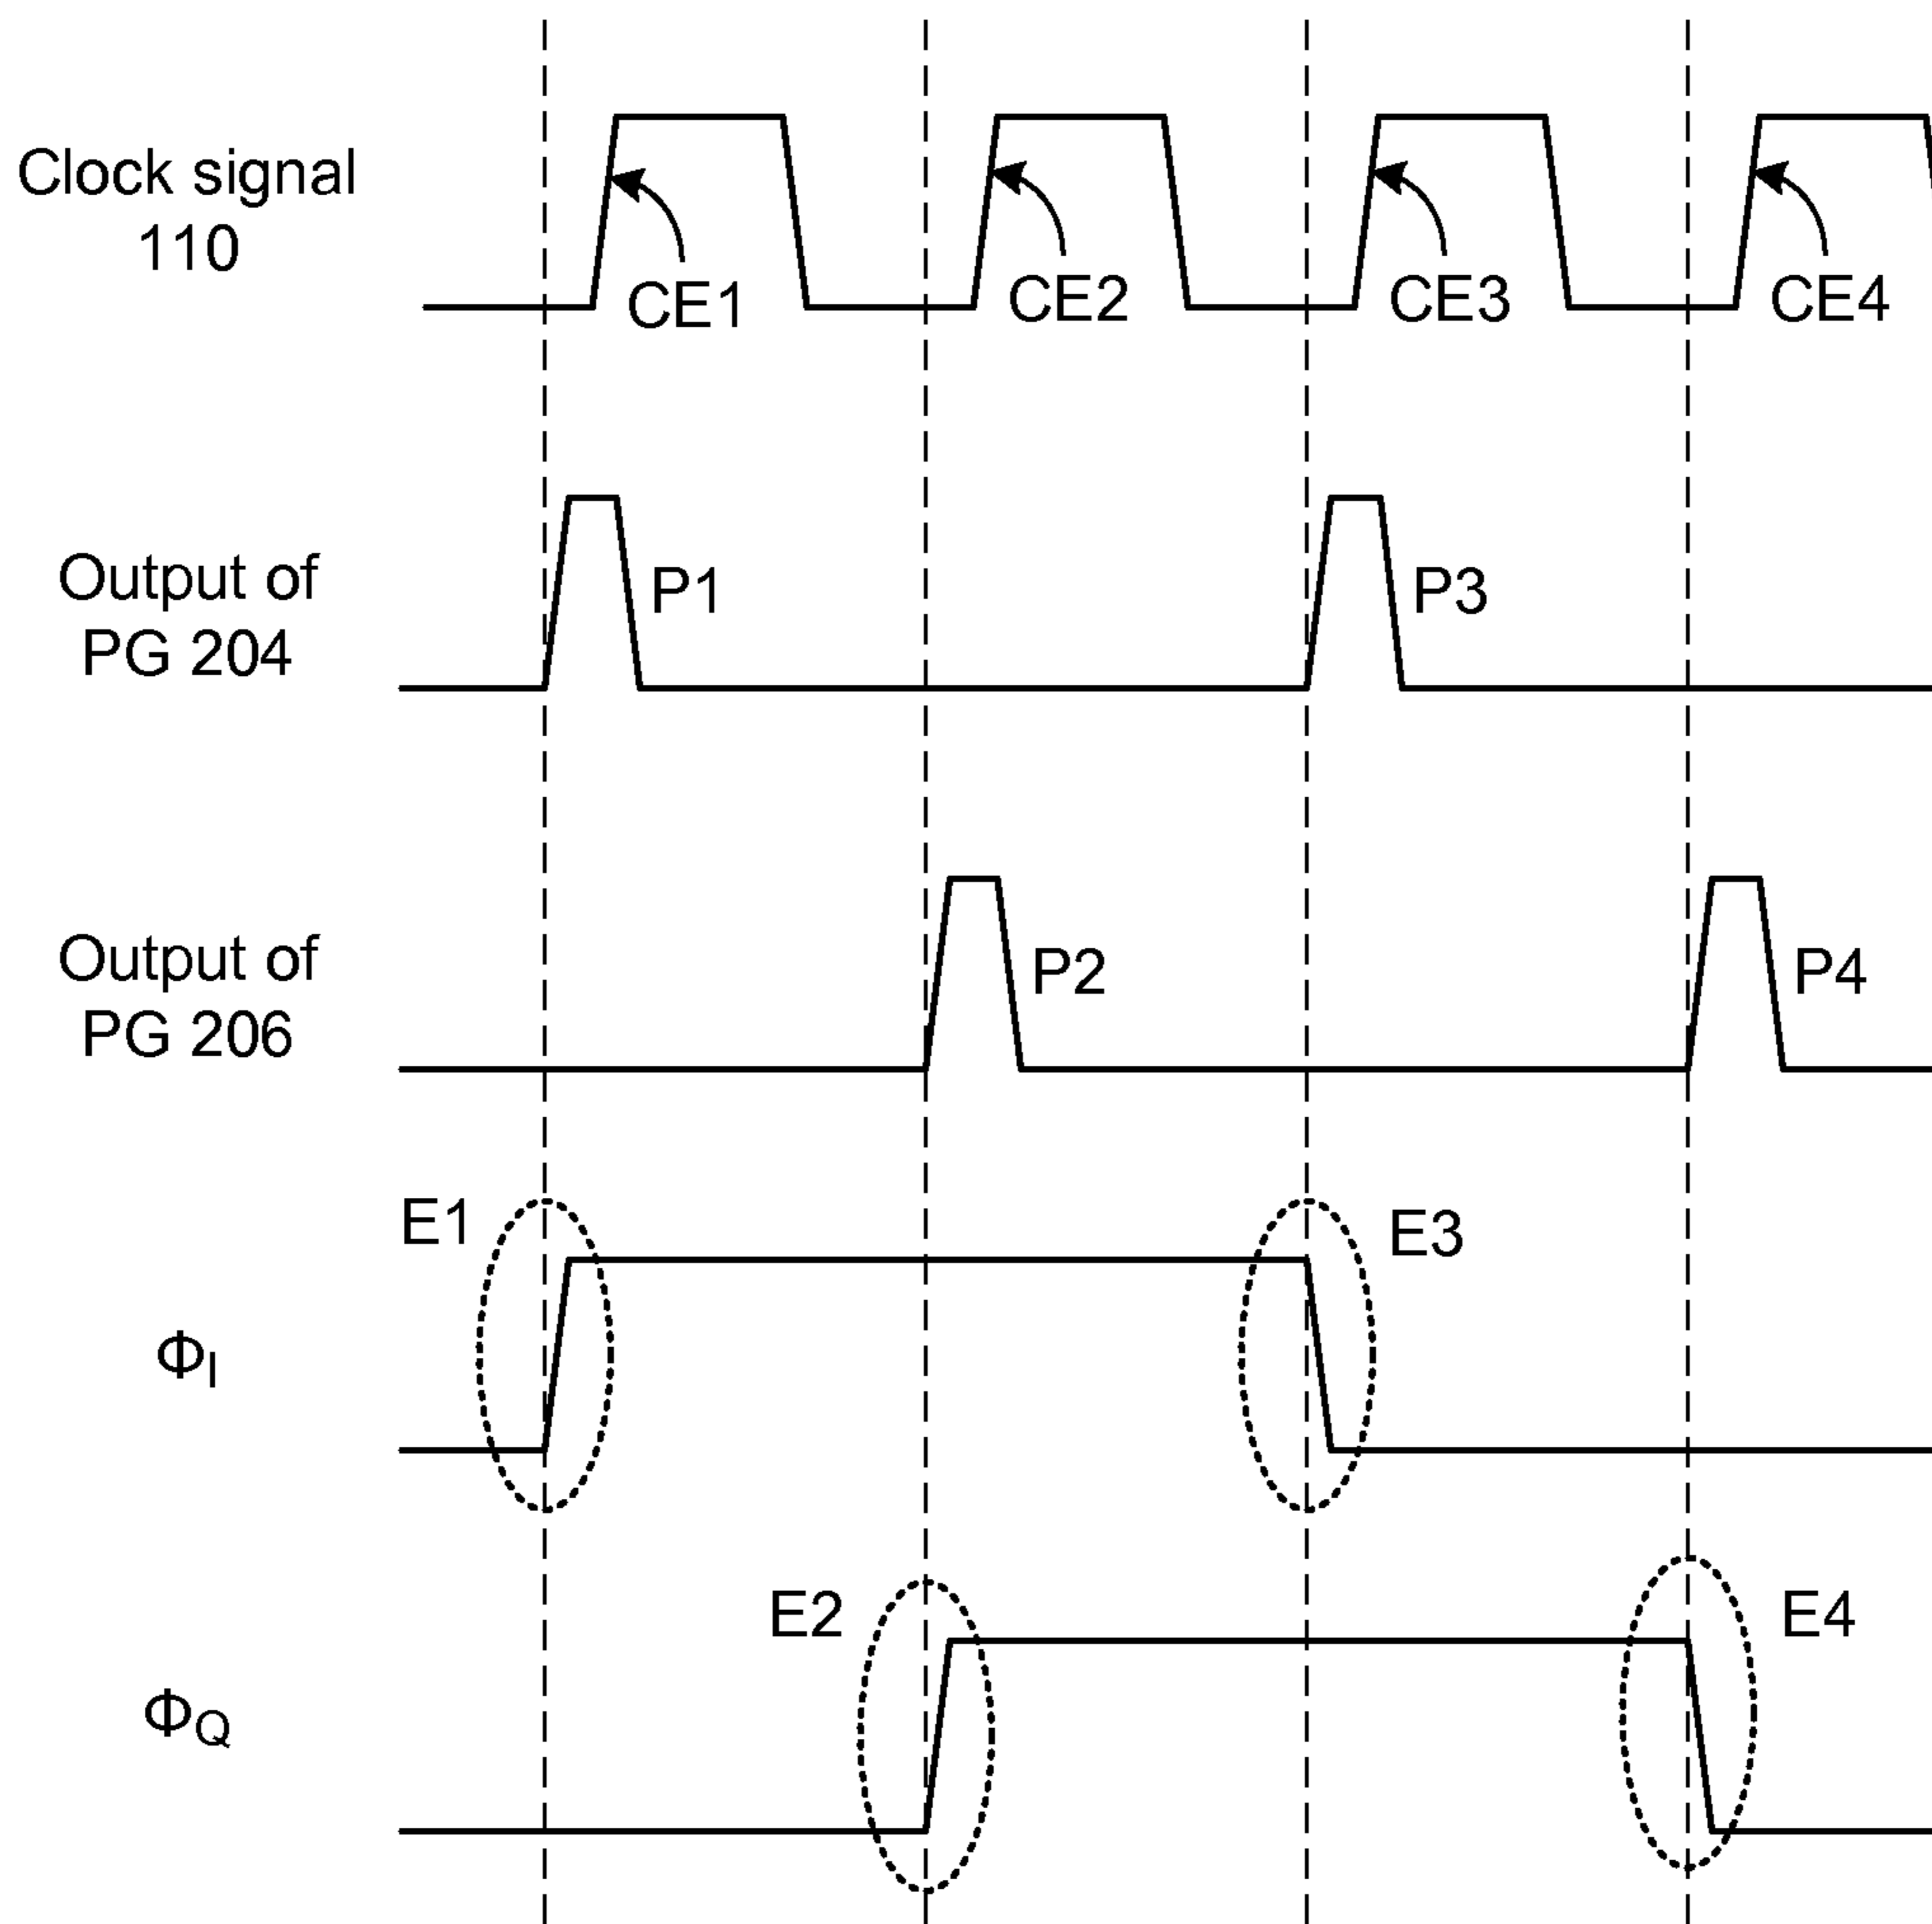 Clock signal
110
CE1
CE2
CE3
CE4
Output of
PG 204
P1
P3
Output of
PG 206
P2
P4
E1
E3
ΦI
E2
E4
ΦQ